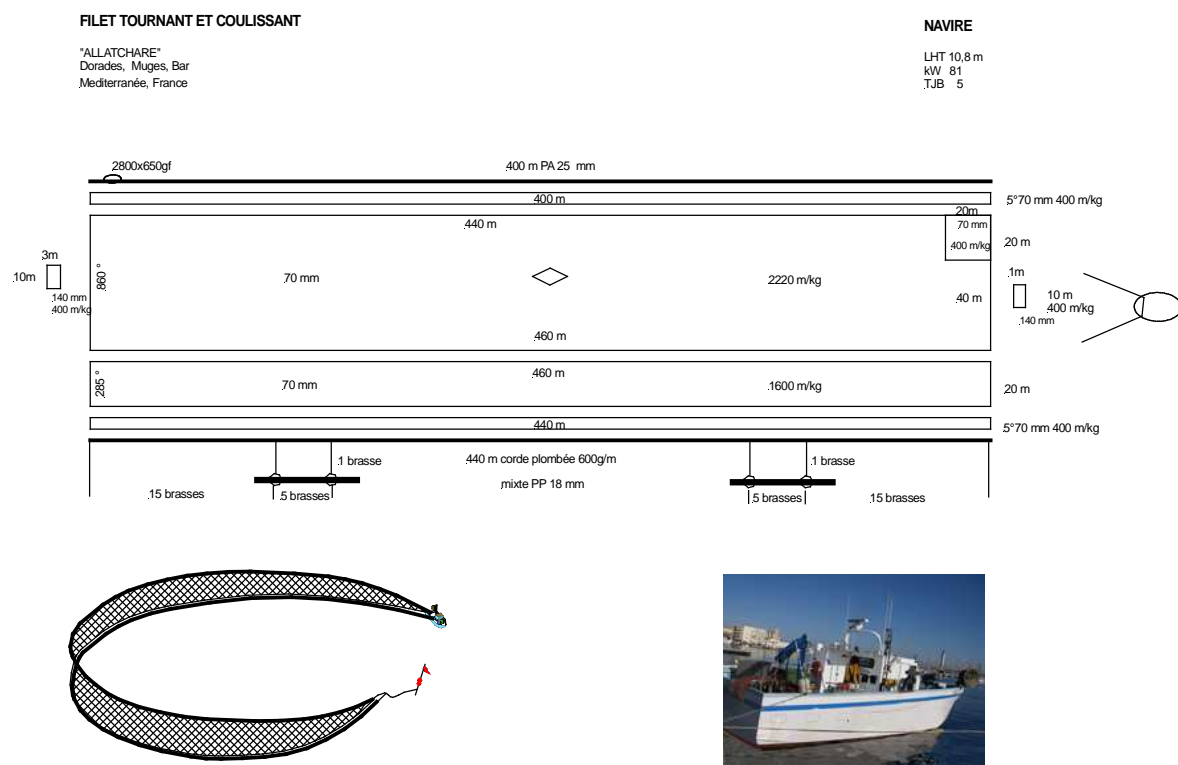 FILET TOURNANT ET COULISSANT
NAVIRE
"ALLATCHARE"
Dorades, Muges, Bar
Mediterranée, France
LHT 10,8 m
kW 81
TJB 5
2800x650gf
400 m PA 25 mm
400 m
5°70 mm 400 m/kg
440 m
20m
70 mm
400 m/kg
20 m
3m
10m
140 mm
400 m/kg
860 °
70 mm
2220 m/kg
40 m
1m
10 m
400 m/kg
140 mm
460 m
460 m
285 °
70 mm
1600 m/kg
20 m
440 m
5°70 mm 400 m/kg
1 brasse
440 m corde plombée 600g/m
1 brasse
mixte PP 18 mm
15 brasses
5 brasses
5 brasses
15 brasses